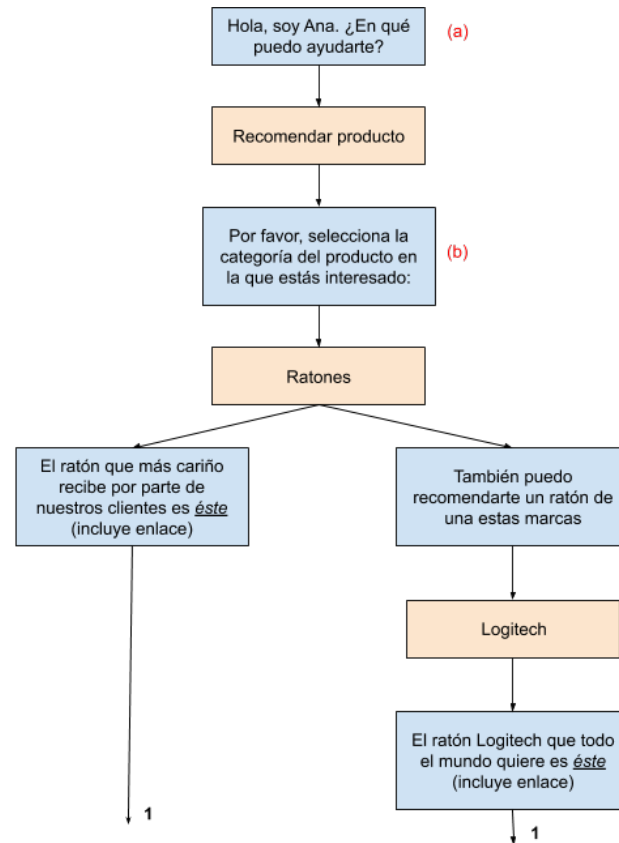 Hola, soy Ana. ¿En qué
puedo ayudarte?
(a)
Recomendar producto
Por favor, selecciona la
categoría del producto en
la que estás interesado:
(b)
Ratones
El ratón que más cariño
recibe por parte de
nuestros clientes es éste
(incluye enlace)
También puedo
recomendarte un ratón de
una estas marcas
Logitech
El ratón Logitech que todo
el mundo quiere es éste
(incluye enlace)
1
1